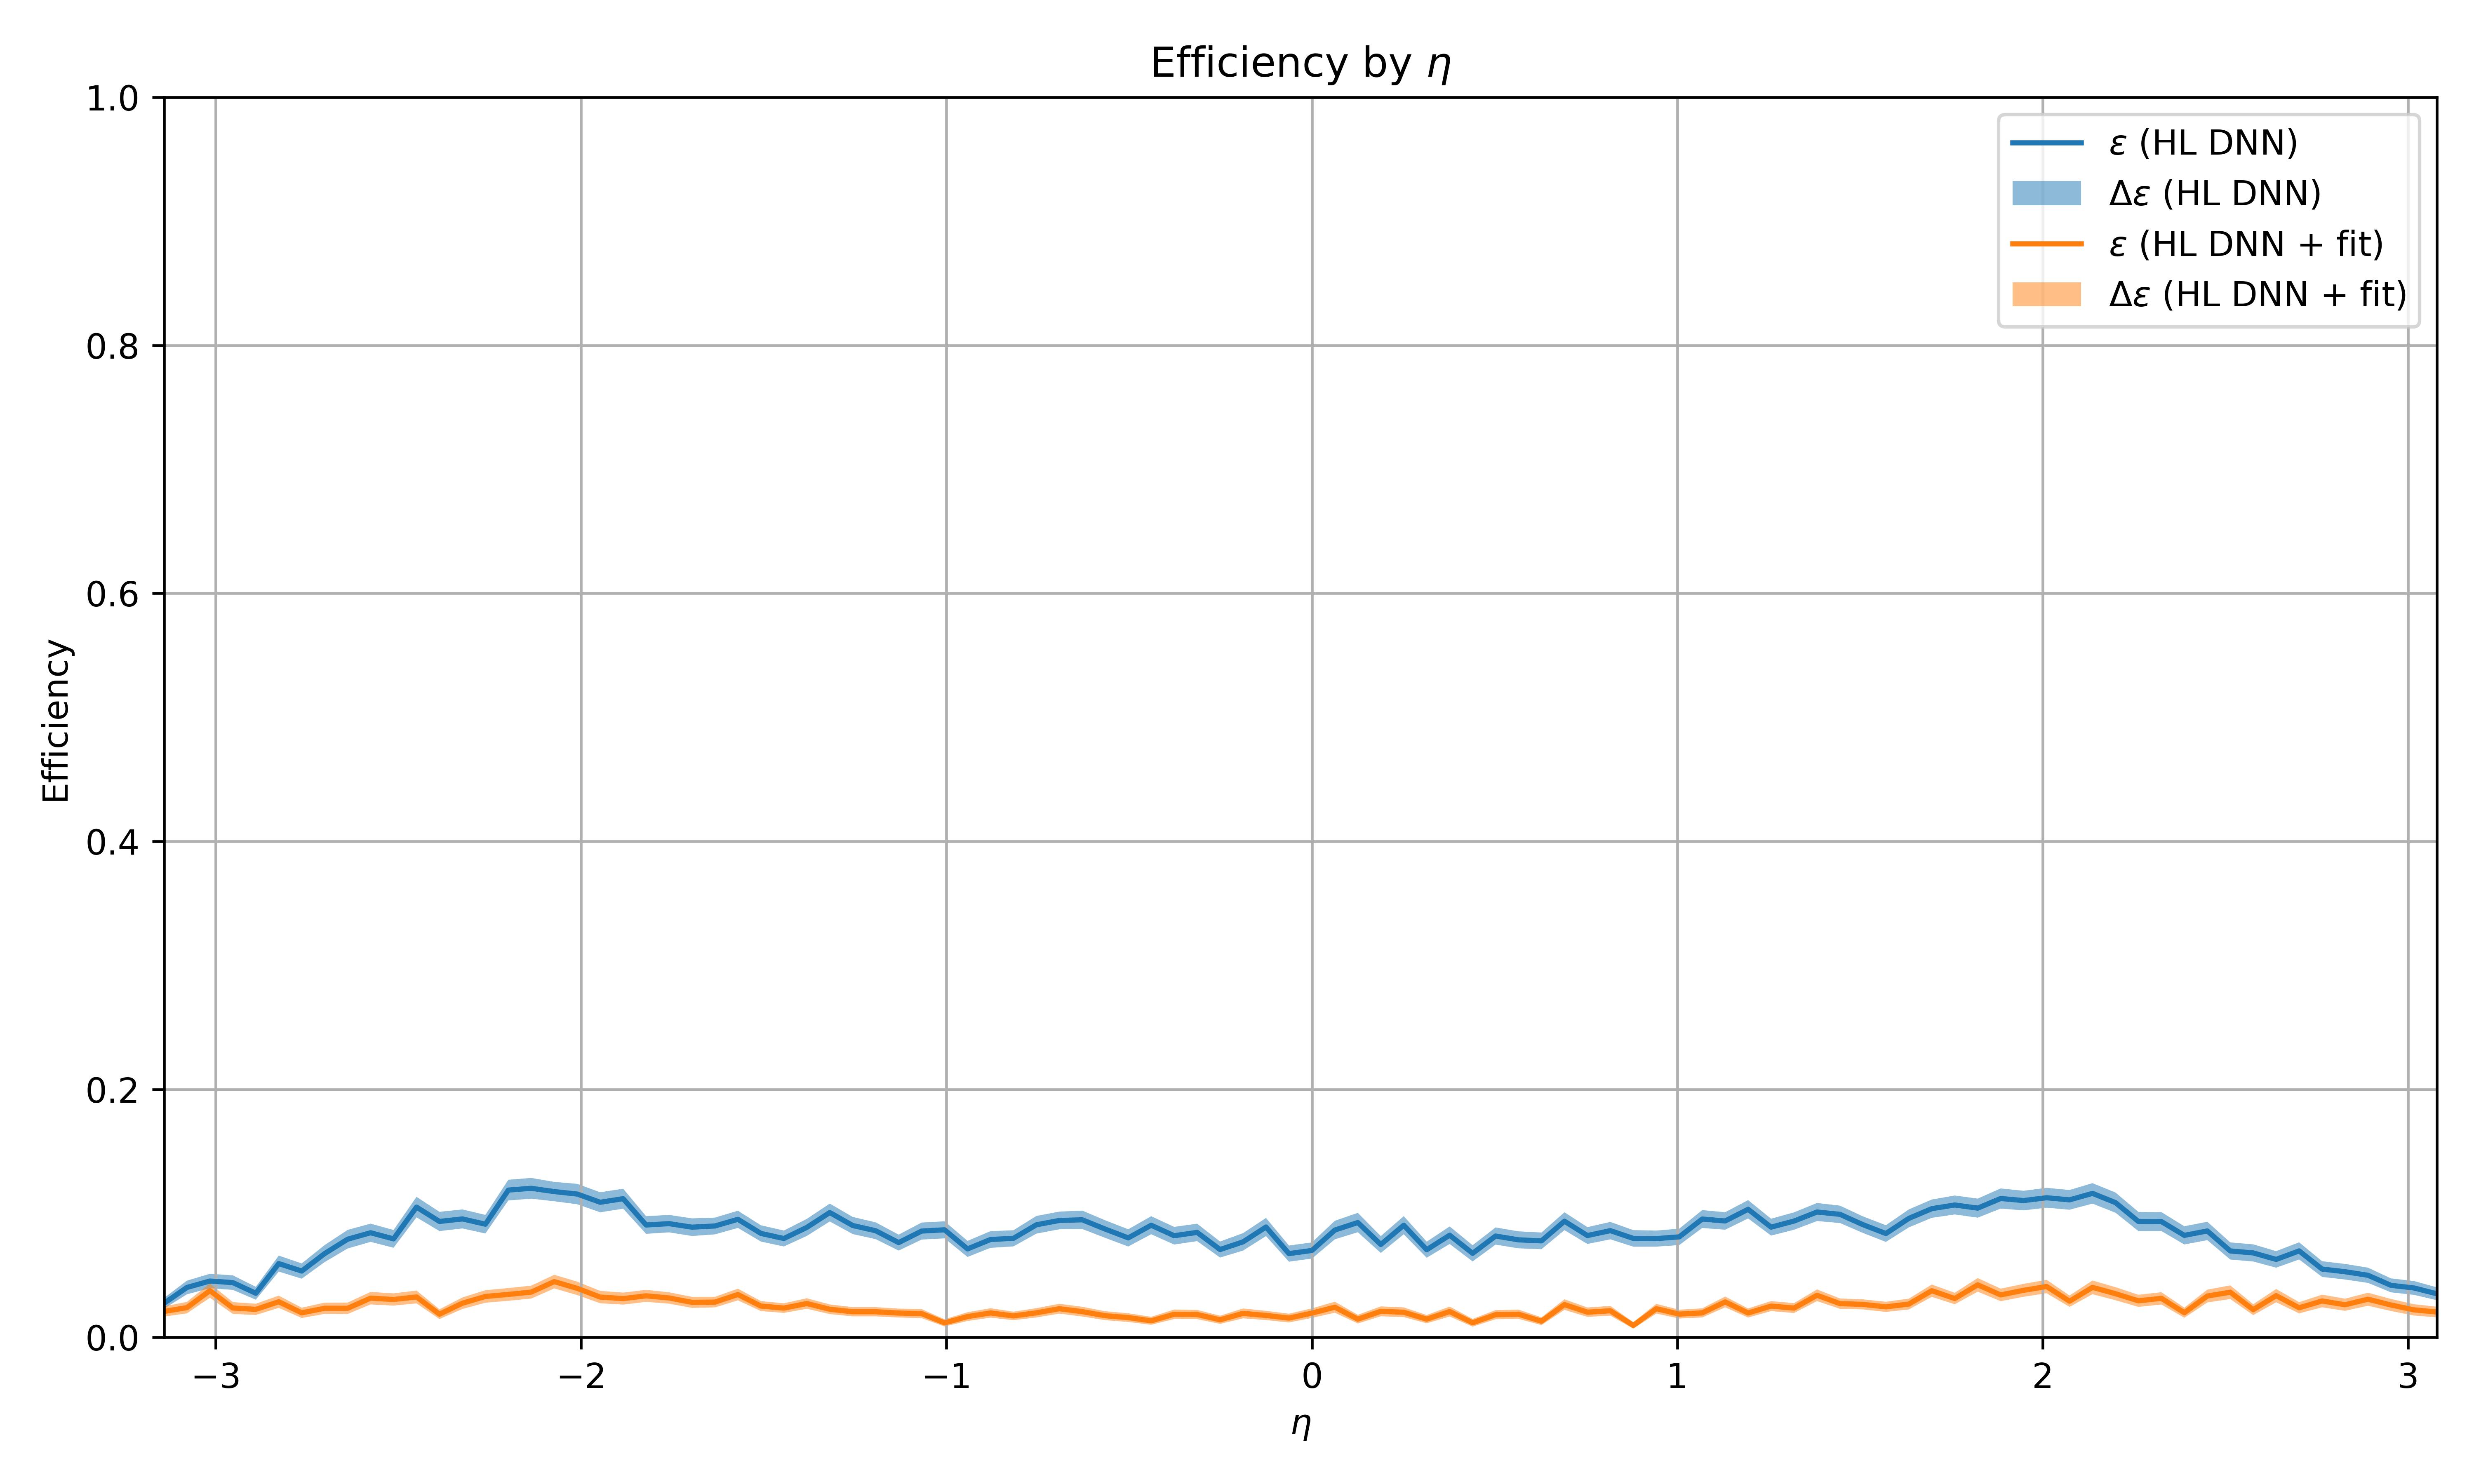 Efficiency by η
1.0
0.8
0.6
0.4
0.2
0.0
Efficiency
ε (HL DNN)
Δε (HL DNN)
ε (HL DNN + fit)
Δε (HL DNN + fit)
−3
−2
−1
0
1
2
3
η